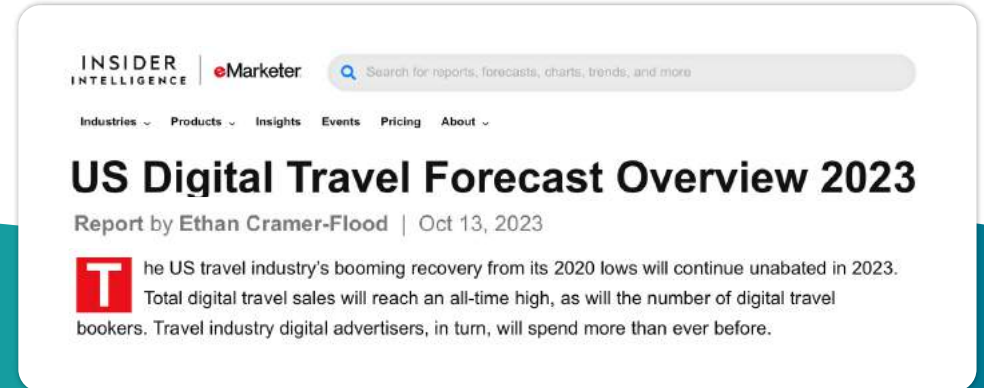 INSIDER
INTELLIGENCE
eMarketer
Search for reports, forecasts, charts, trends, and more
Industries Products Insights Events Pricing About
US Digital Travel Forecast Overview 2023
Report by Ethan Cramer-Flood | Oct 13, 2023
The US travel industry's booming recovery from its 2020 lows will continue unabated in 2023.
Total digital travel sales will reach an all-time high, as will the number of digital travel
bookers. Travel industry digital advertisers, in turn, will spend more than ever before.